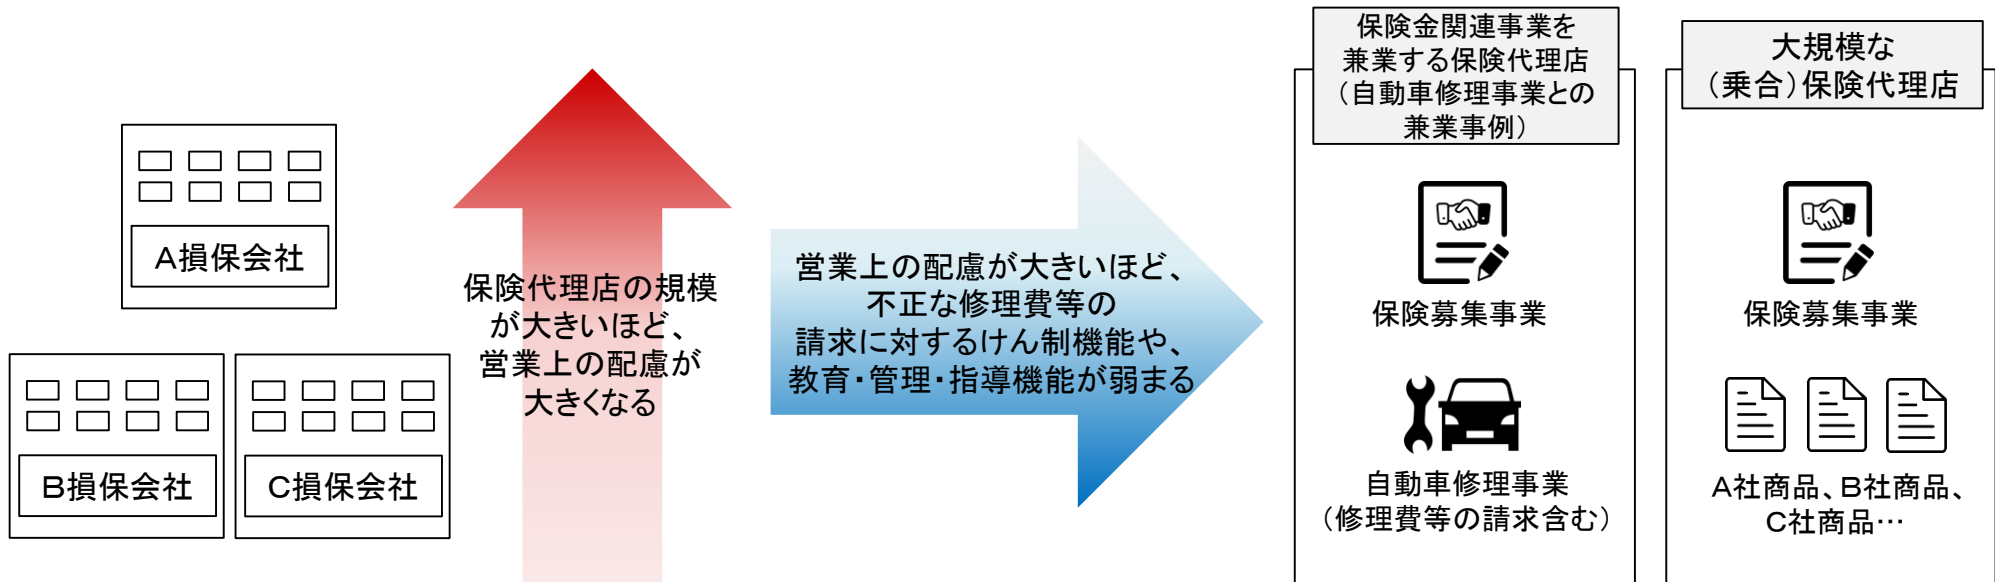 A損保会社
B損保会社
C損保会社
保険代理店の規模
が大きいほど、
営業上の配慮が
大きくなる
営業上の配慮が大きいほど、
不正な修理費等の
請求に対するけん制機能や、
教育・管理・指導機能が弱まる
保険金関連事業を
兼業する保険代理店
（自動車修理事業との
兼業事例）
保険募集事業
自動車修理事業
（修理費等の請求含む）
大規模な
（乗合）保険代理店
保険募集事業
A社商品、B社商品、
C社商品…